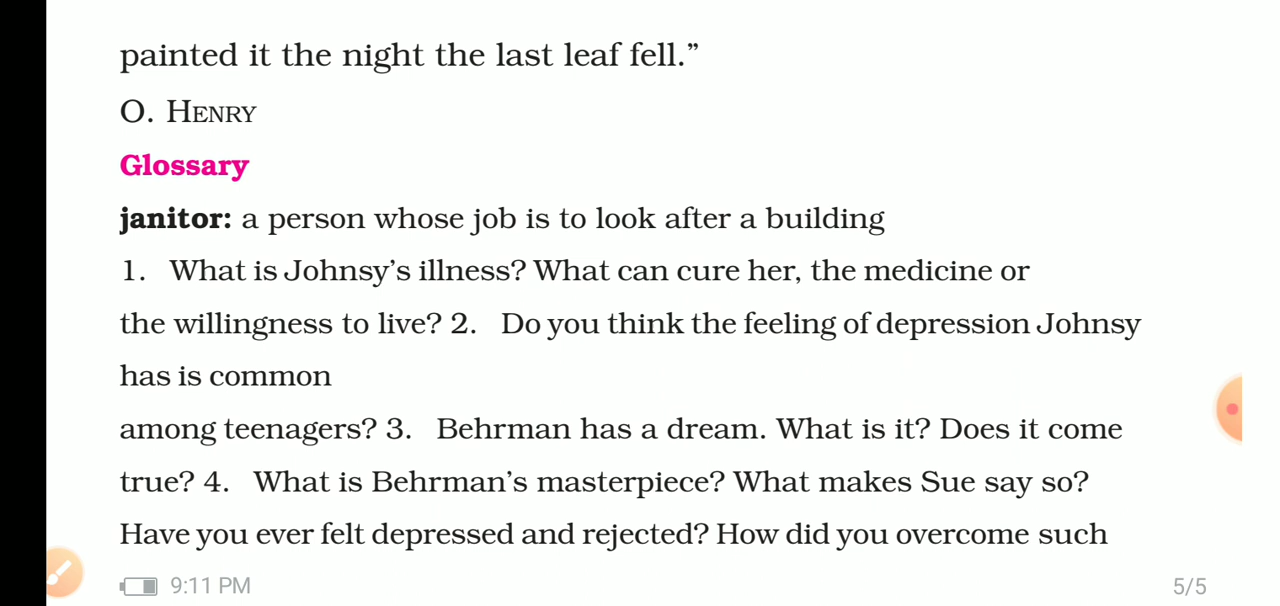 painted it the night the last leaf fell.”
O. HENRY
Glossary
janitor: a person whose job is to look after a building
1. What is Johnsy’s illness? What can cure her, the medicine or
the willingness to live? 2. Do you think the feeling of depression Johnsy
has is common
among teenagers? 3. Behrman has a dream. What is it? Does it come
true? 4. What is Behrman’s masterpiece? What makes Sue say so?
Have you ever felt depressed and rejected? How did you overcome such
9:11 PM 5/5